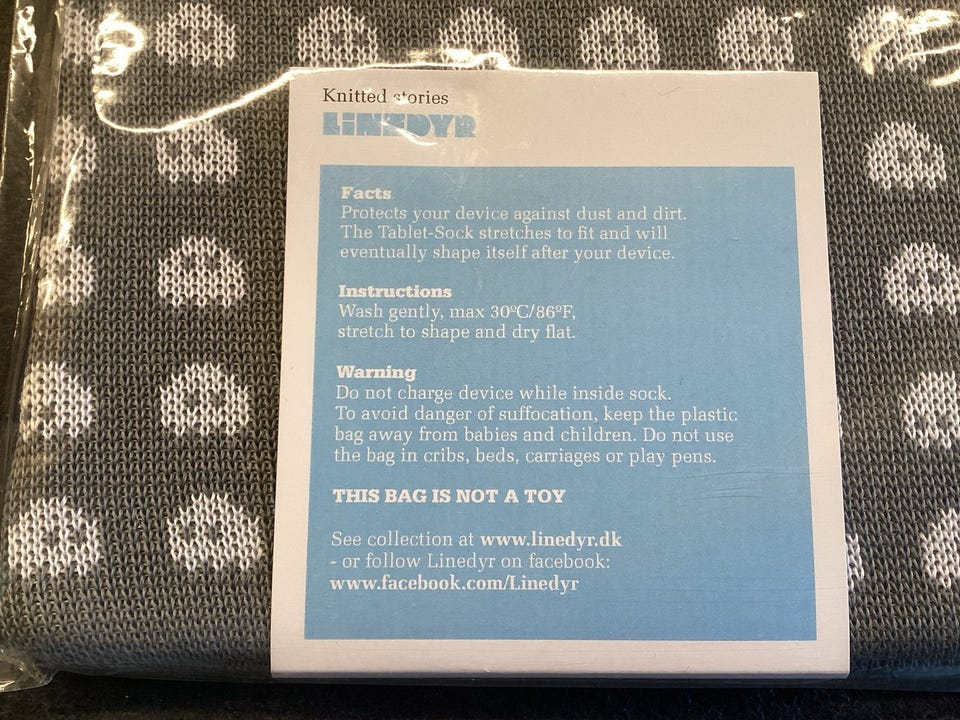 Knitted stories
LINEDYR
Facts
Protects your device against dust and dirt.
The Tablet-Sock stretches to fit and will
eventually shape itself after your device.
Instructions
Wash gently, max 30ºC/86ºF,
stretch to shape and dry flat.
Warning
Do not charge device while inside sock.
To avoid danger of suffocation, keep the plastic
bag away from babies and children. Do not use
the bag in cribs, beds, carriages or play pens.
THIS BAG IS NOT A TOY
See collection at www.linedyr.dk
- or follow Linedyr on facebook:
www.facebook.com/Linedyr